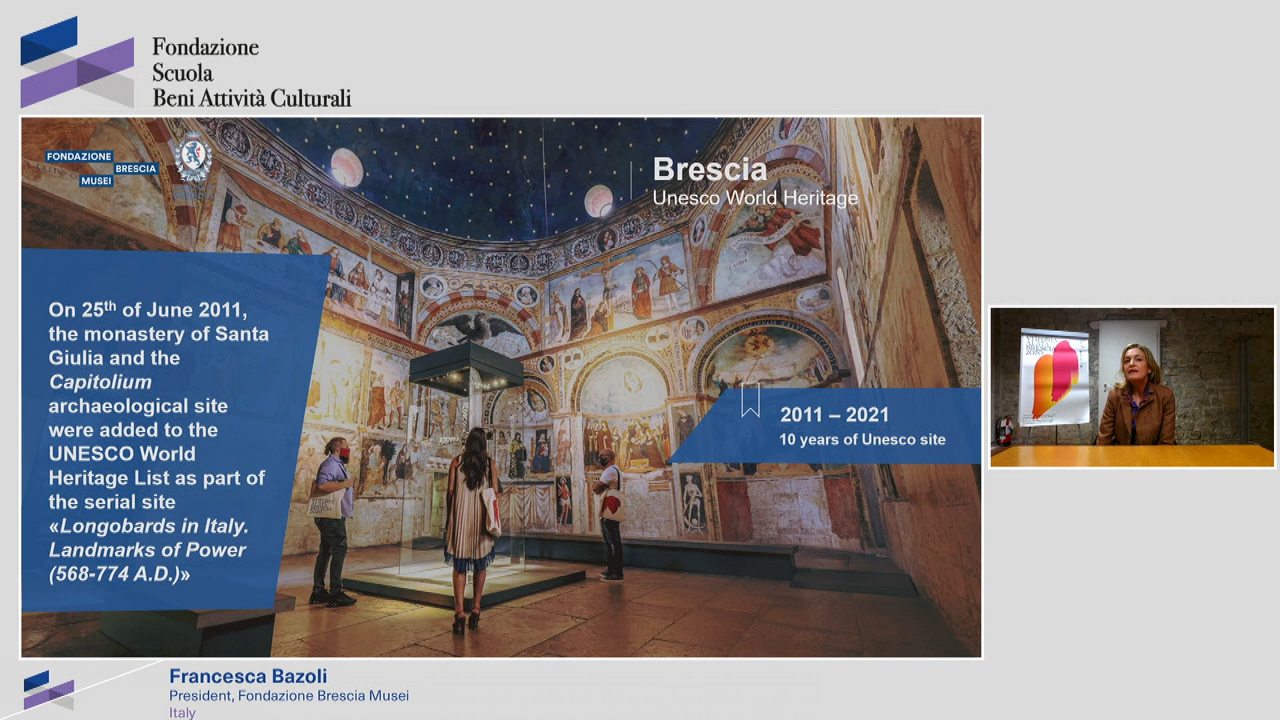 Fondazione
Scuola
Beni Attività Culturali
FONDAZIONE
BRESCIA
MUSEI
Brescia
Unesco World Heritage
On 25th of June 2011,
the monastery of Santa
Giulia and the
Capitolium
archaeological site
were added to the
UNESCO World
Heritage List as part of
the serial site
«Longobards in Italy.
Landmarks of Power
(568-774 A.D.)»
2011 – 2021
10 years of Unesco site
Francesca Bazoli
President, Fondazione Brescia Musei
Italy